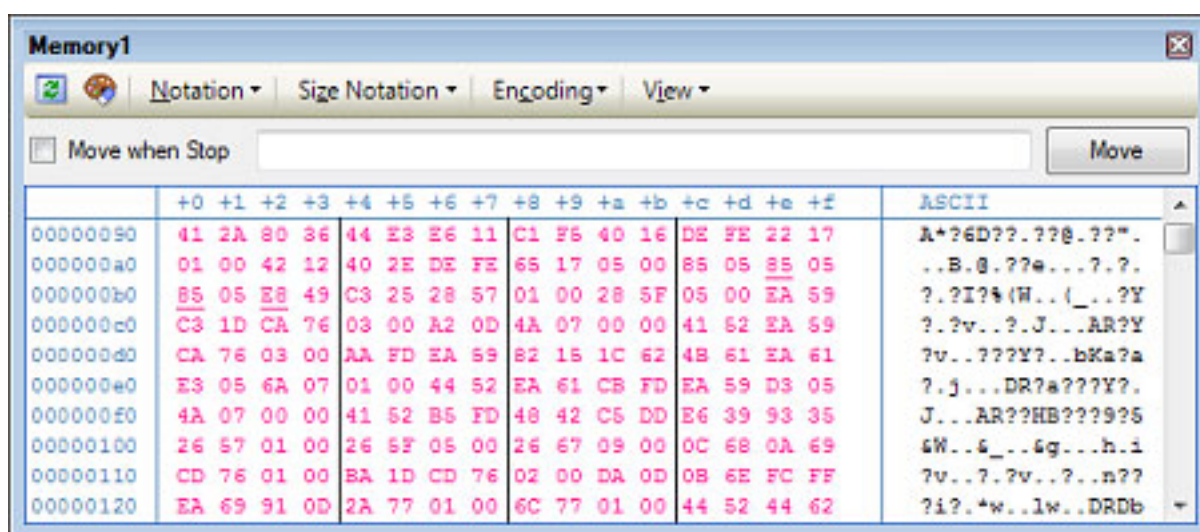 Memory1
Notation Size Notation Encoding View
Move when Stop Move
+0 +1 +2 +3 +4 +5 +6 +7 +8 +9 +a +b +c +d +e +f ASCII
00000090 41 2A 80 36 44 E3 E6 11 C1 F5 40 16 DE FE 22 17 A*?6D??.??@.??".
000000a0 01 00 42 12 40 2E DE FE 65 17 05 00 85 05 85 05 ..B.@.??e...?.?.
000000b0 85 05 E8 49 C3 25 28 57 01 00 28 5F 05 00 EA 59 ?.?I?%(W..(_..?Y
000000c0 C3 1D CA 76 03 00 A2 0D 4A 07 00 00 41 52 EA 59 ?.?v..?.J...AR?Y
000000d0 CA 76 03 00 AA FD EA 59 82 15 1C 62 4B 61 EA 61 ?v..???Y?..bKa?a
000000e0 E3 05 6A 07 01 00 44 52 EA 61 CB FD EA 59 D3 05 ?.j...DR?a???Y?.
000000f0 4A 07 00 00 41 52 B5 FD 48 42 C5 DD E6 39 93 35 J...AR??HB???9?5
00000100 26 57 01 00 26 5F 05 00 26 67 09 00 0C 68 0A 69 &W..&_..&g...h.i
00000110 CD 76 01 00 BA 1D CD 76 02 00 DA 0D 0B 6E FC FF ?v..?.?v..?..n??
00000120 EA 69 91 0D 2A 77 01 00 6C 77 01 00 44 52 44 62 ?i?.*w..lw..DRDb